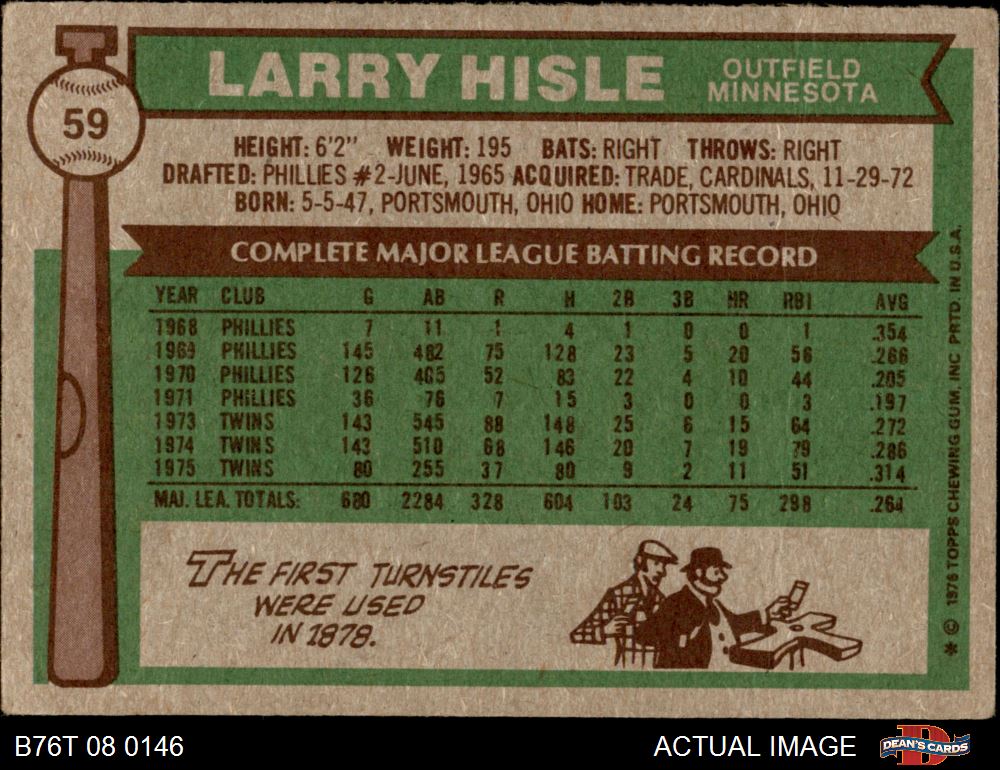 LARRY HISLE
OUTFIELD
MINNESOTA
59
HEIGHT: 6'2" WEIGHT: 195 BATS: RIGHT THROWS: RIGHT
DRAFTED: PHILLIES #2-JUNE, 1965 ACQUIRED: TRADE, CARDINALS, 11-29-72
BORN: 5-5-47, PORTSMOUTH, OHIO HOME: PORTSMOUTH, OHIO
COMPLETE MAJOR LEAGUE BATTING RECORD
YEAR CLUB G AB R H 2B 3B HR RBI AVG
1968 PHILLIES 7 11 1 4 1 0 0 1 .354
1969 PHILLIES 145 482 75 128 23 5 20 56 .266
1970 PHILLIES 126 405 52 83 22 4 10 44 .205
1971 PHILLIES 36 76 7 15 3 0 0 3 .197
1973 TWINS 143 545 88 148 25 6 15 64 .272
1974 TWINS 143 510 68 146 20 7 19 79 .286
1975 TWINS 80 255 37 80 9 2 11 51 .314
MAJ. LEA. TOTALS: 680 2284 328 604 103 24 75 298 .264
THE FIRST TURNSTILES
WERE USED
IN 1878.
* © 1976 TOPPS CHEWING GUM, INC. PRTD. IN U.S.A.
B76T 08 0146
ACTUAL IMAGE
DEAN'S CARDS